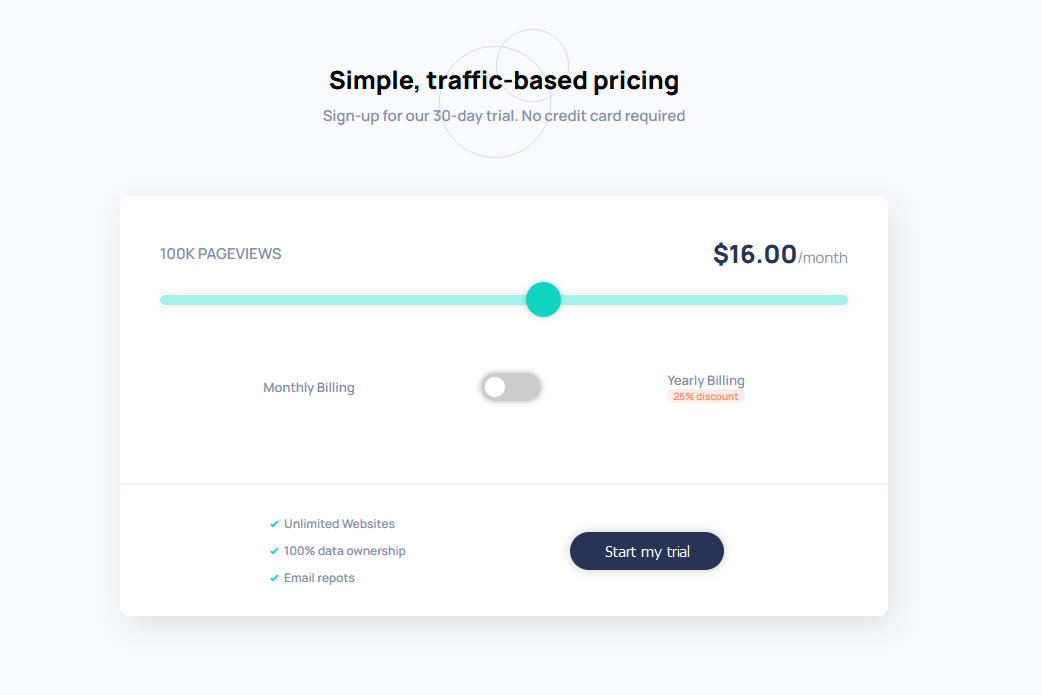 Simple, traffic-based pricing
Sign-up for our 30-day trial. No credit card required
100K PAGEVIEWS
$16.00/month
Monthly Billing
Yearly Billing
25% discount
Unlimited Websites
100% data ownership
Email repots
Start my trial